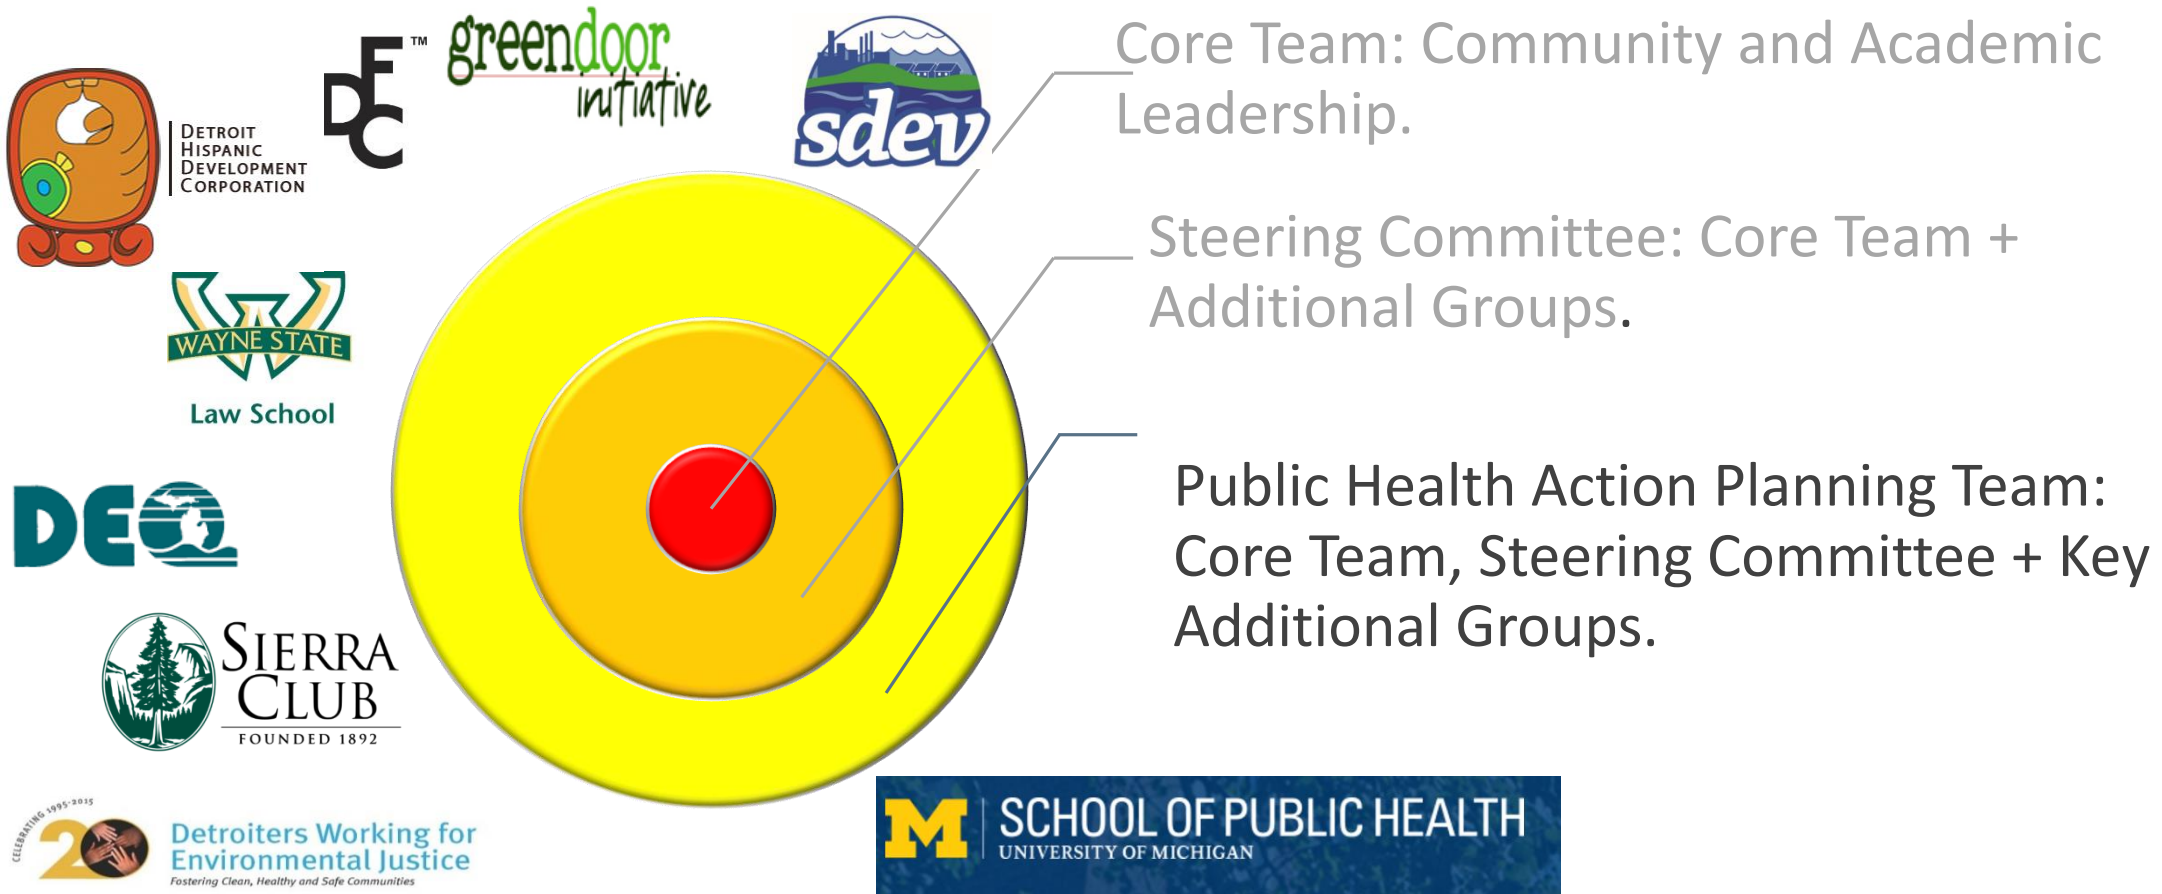 DFC™
greendoor
initiative
sdev
Core Team: Community and Academic
Leadership.
DETROIT
HISPANIC
DEVELOPMENT
CORPORATION
Steering Committee: Core Team +
Additional Groups.
WAYNE STATE
Law School
Public Health Action Planning Team:
Core Team, Steering Committee + Key
Additional Groups.
DEQ
SIERRA
CLUB
FOUNDED 1892
CELEBRATING 1995-2015
20
Detroiters Working for
Environmental Justice
Fostering Clean, Healthy and Safe Communities
M
SCHOOL OF PUBLIC HEALTH
UNIVERSITY OF MICHIGAN